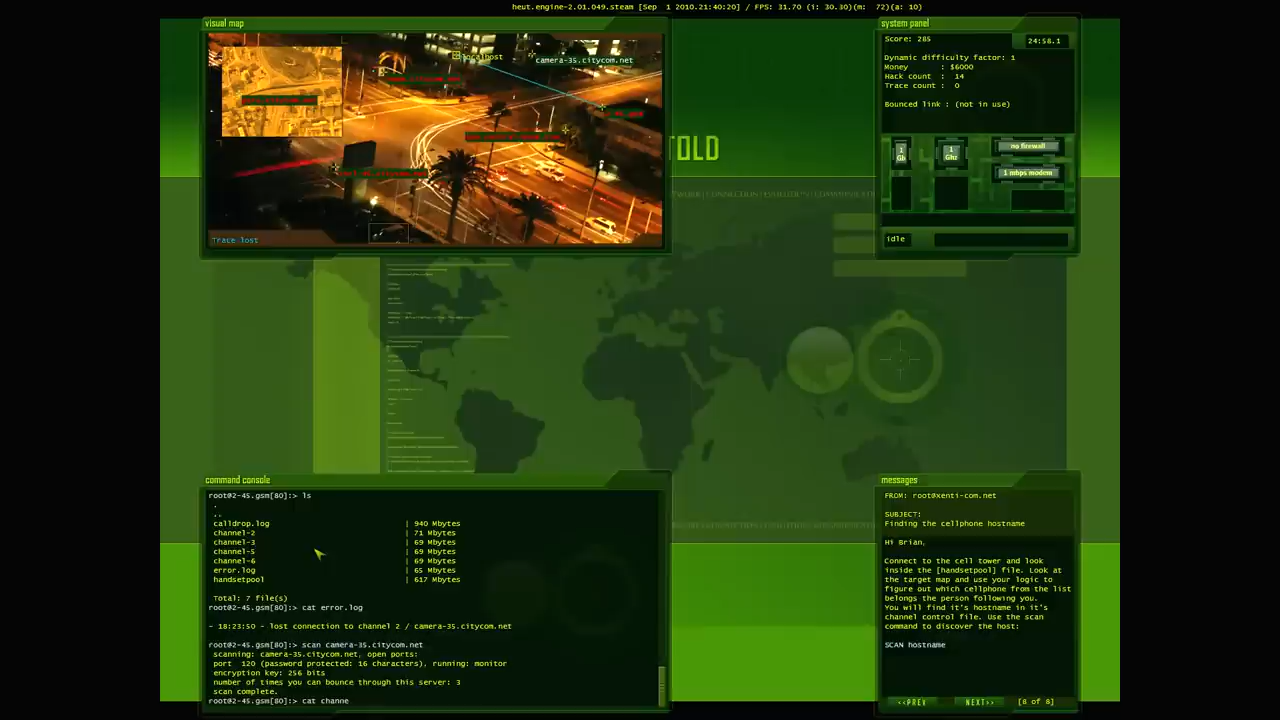 heut.engine-2.01.049.steam [Sep  1 2010.21:40:20] / FPS: 31.70 (i: 30.30)(m:  72)(a: 10)
visual map
localhost
camera-35.citycom.net
Trace lost
TOLD
system panel
Score: 285
24:58.1
Dynamic difficulty factor: 1
Money       : $6000
Hack count  : 14
Trace count : 0
Bounced link : (not in use)
1 Gb
1 Ghz
no firewall
1 mbps modem
idle
command console
root@2-45.gsm[80]:> ls
.
..
calldrop.log | 940 Mbytes
channel-2 | 71 Mbytes
channel-3 | 69 Mbytes
channel-5 | 69 Mbytes
channel-6 | 69 Mbytes
error.log | 65 Mbytes
handsetpool | 617 Mbytes
Total: 7 file(s)
root@2-45.gsm[80]:> cat error.log
- 18:23:50 - lost connection to channel 2 / camera-35.citycom.net
root@2-45.gsm[80]:> scan camera-35.citycom.net
scanning: camera-35.citycom.net, open ports:
port  120 (password protected: 16 characters), running: monitor
encryption key: 256 bits
number of times you can bounce through this server: 3
scan complete.
root@2-45.gsm[80]:> cat channe
messages
FROM: root@xenti-com.net
SUBJECT:
Finding the cellphone hostname
Hi Brian,
Connect to the cell tower and look
inside the [handsetpool] file. Look at
the target map and use your logic to
figure out which cellphone from the list
belongs the person following you.
You will find it's hostname in it's
channel control file. Use the scan
command to discover the host:
SCAN hostname
<<PREV
NEXT>>
[8 of 8]